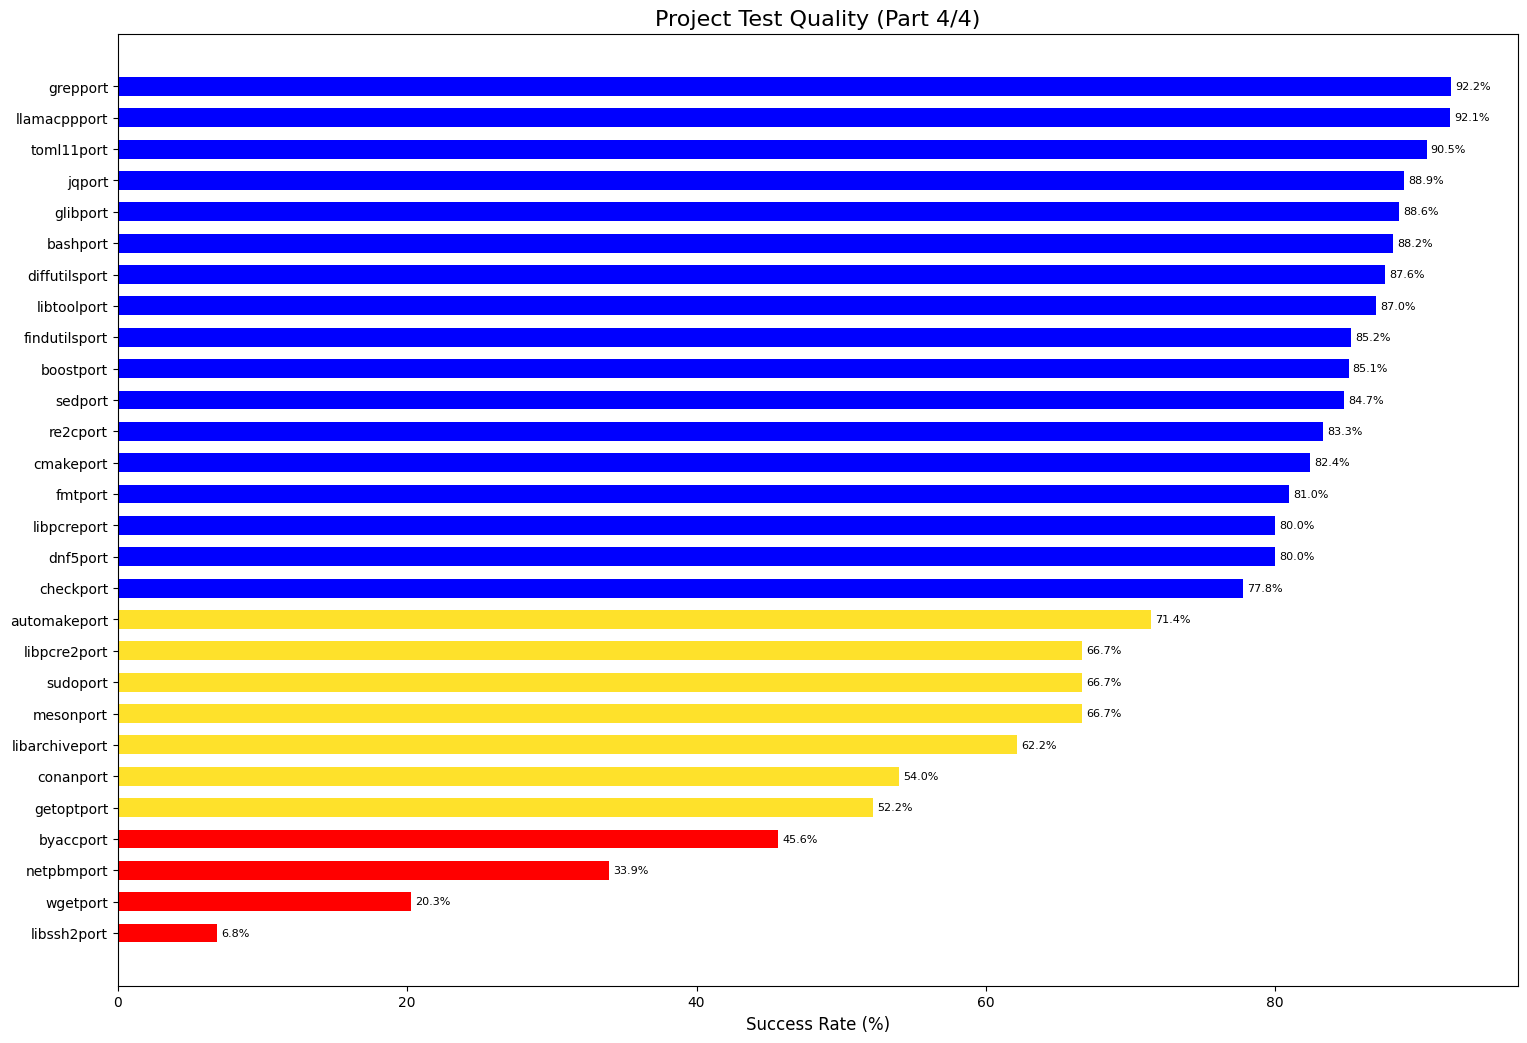 Project Test Quality (Part 4/4)
grepport 92.2%
llamacppport 92.1%
toml11port 90.5%
jqport 88.9%
glibport 88.6%
bashport 88.2%
diffutilsport 87.6%
libtoolport 87.0%
findutilsport 85.2%
boostport 85.1%
sedport 84.7%
re2cport 83.3%
cmakeport 82.4%
fmtport 81.0%
libpcreport 80.0%
dnf5port 80.0%
checkport 77.8%
automakeport 71.4%
libpcre2port 66.7%
sudoport 66.7%
mesonport 66.7%
libarchiveport 62.2%
conanport 54.0%
getoptport 52.2%
byaccport 45.6%
netpbmport 33.9%
wgetport 20.3%
libssh2port 6.8%
0 20 40 60 80
Success Rate (%)